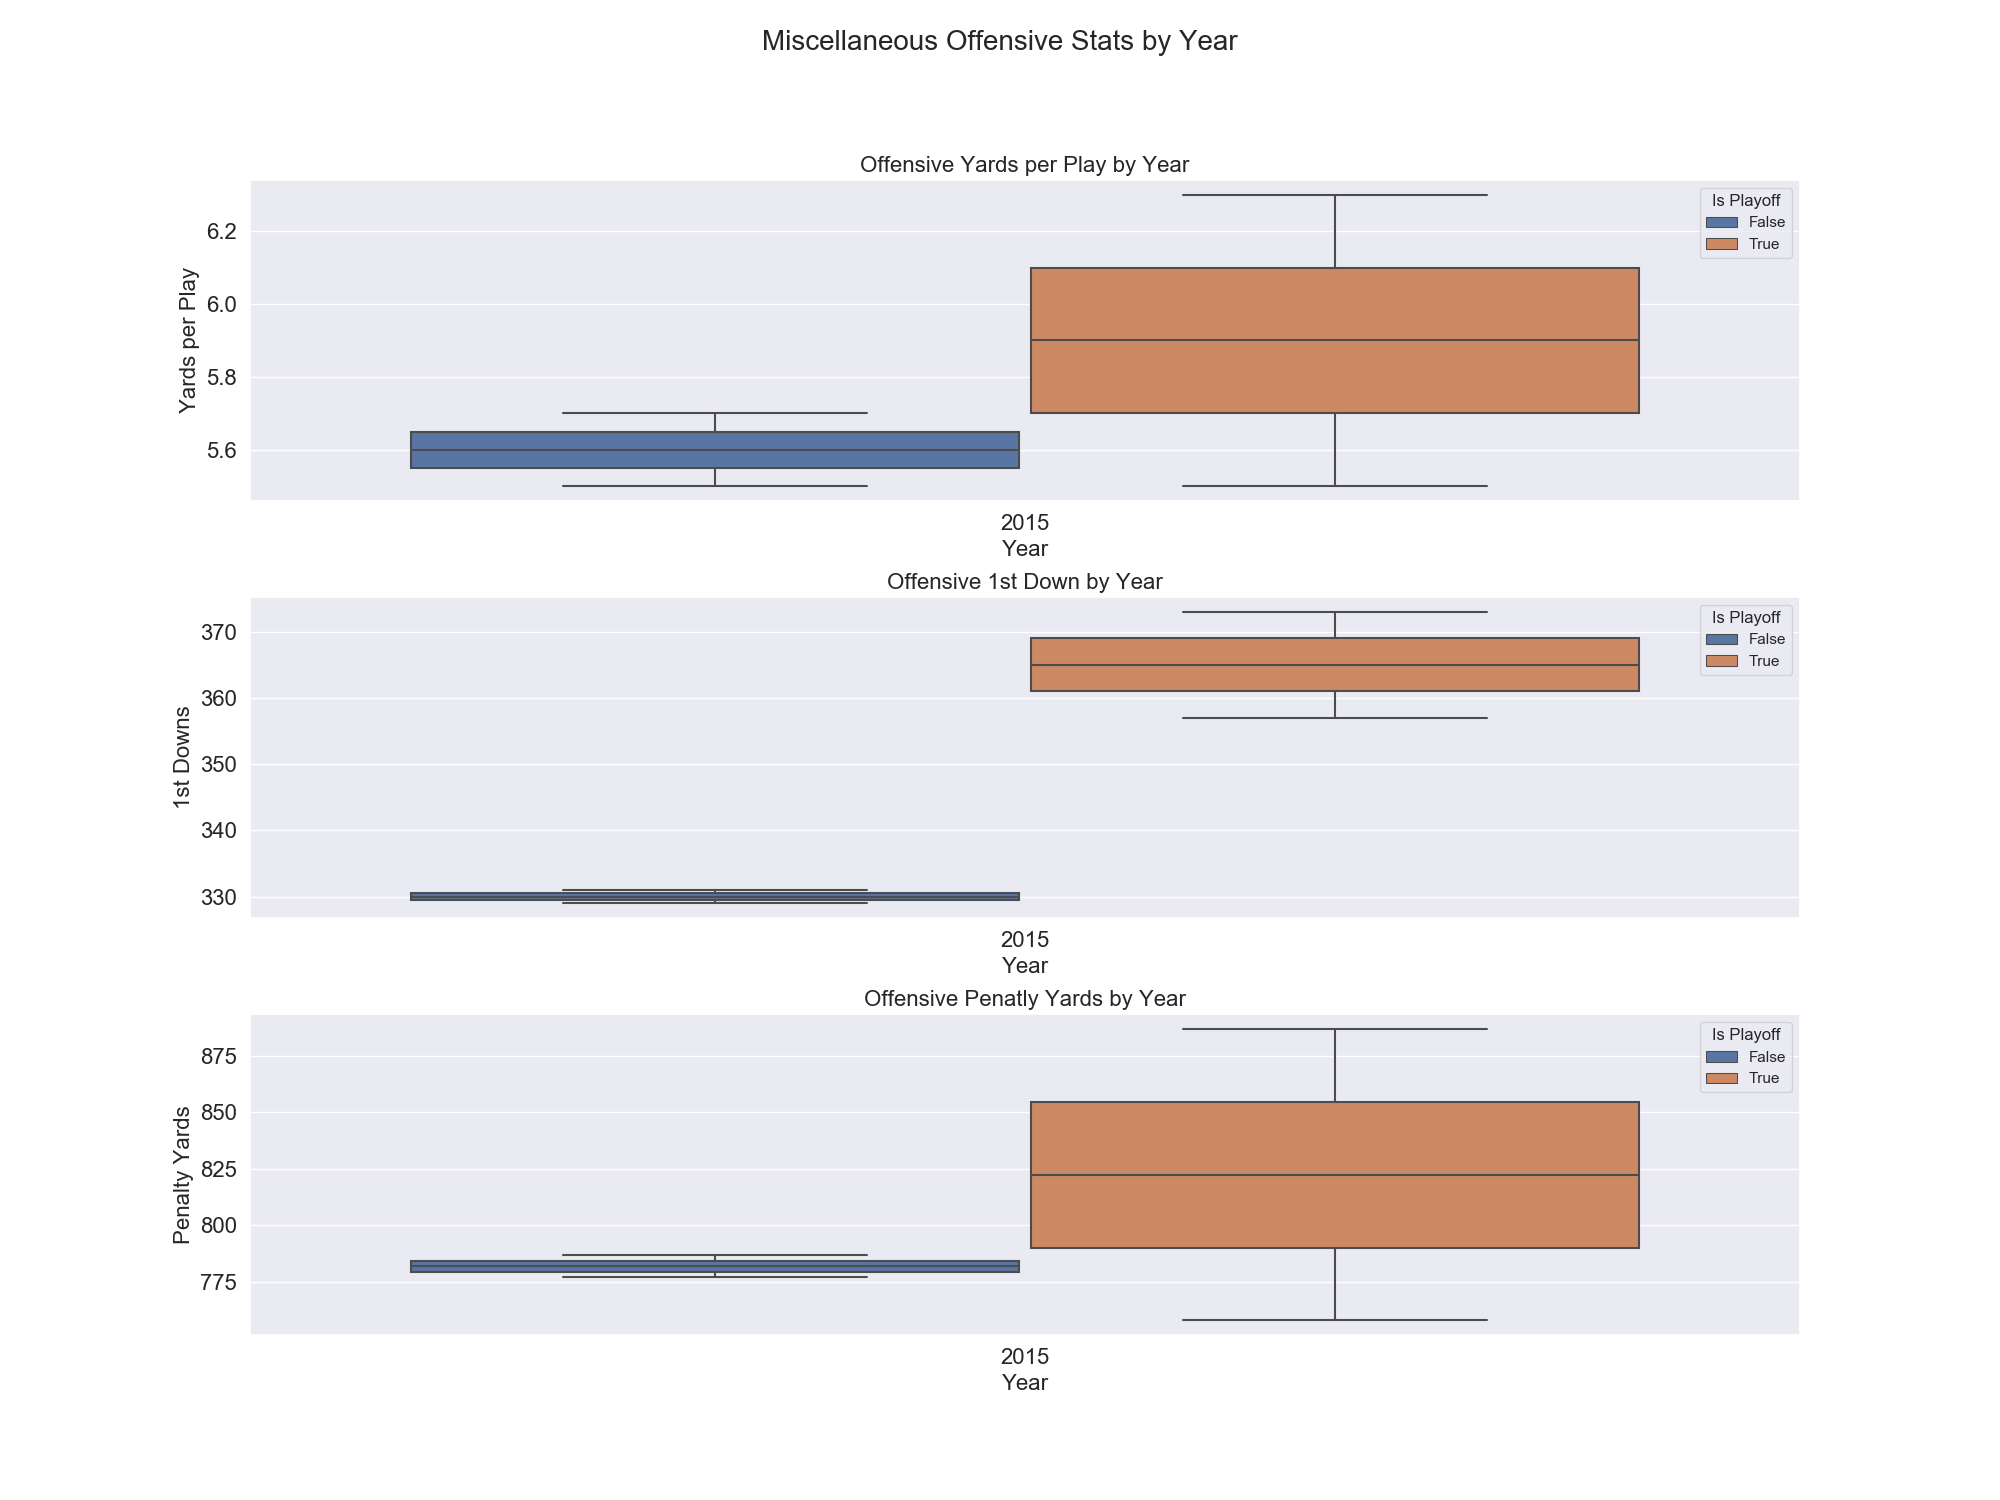 Miscellaneous Offensive Stats by Year
Offensive Yards per Play by Year
Yards per Play
6.2
6.0
5.8
5.6
Is Playoff
False
True
2015
Year
Offensive 1st Down by Year
1st Downs
370
360
350
340
330
Is Playoff
False
True
2015
Year
Offensive Penatly Yards by Year
Penalty Yards
875
850
825
800
775
Is Playoff
False
True
2015
Year